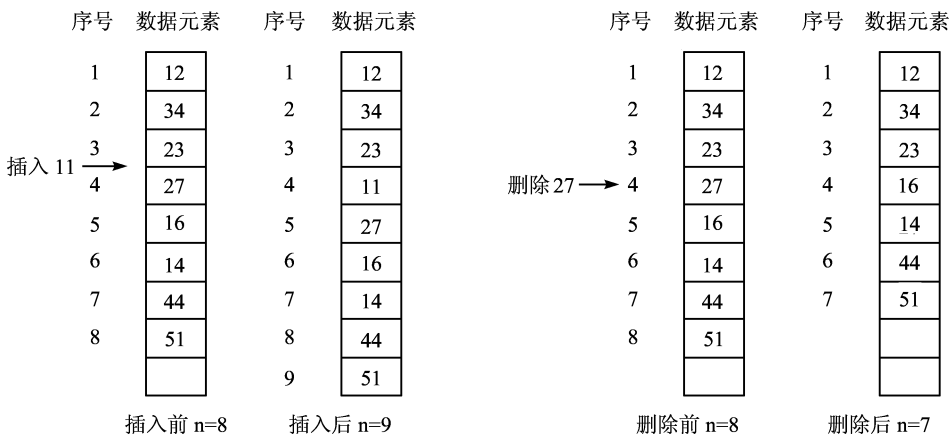 序号 数据元素 序号 数据元素 序号 数据元素 序号 数据元素
1 12 1 12 1 12 1 12
2 34 2 34 2 34 2 34
3 23 3 23 3 23 3 23
插入 11
4 27 4 11 删除27 4 27 4 16
5 16 5 27 5 16 5 14
6 14 6 16 6 14 6 44
7 44 7 14 7 44 7 51
8 51 8 44 8 51
9 51
插入前 n=8 插入后 n=9 删除前 n=8 删除后 n=7